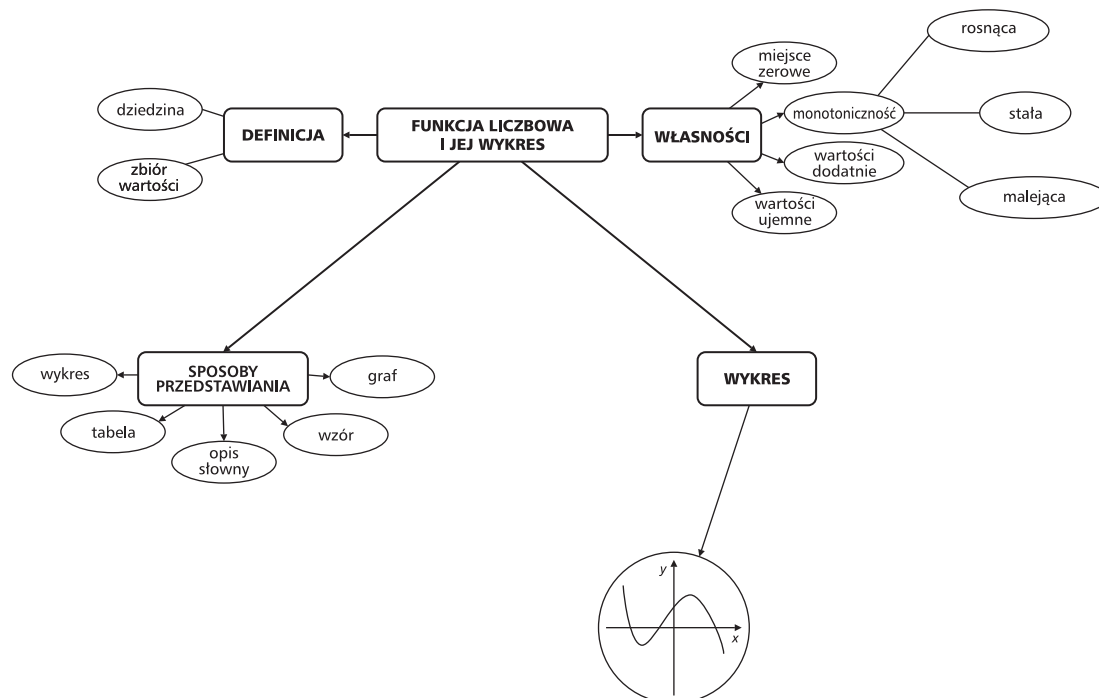 rosnąca
miejsce
zerowe
dziedzina
DEFINICJA
FUNKCJA LICZBOWA
I JEJ WYKRES
WŁASNOŚCI
monotoniczność
stała
zbiór
wartości
wartości
dodatnie
malejąca
wartości
ujemne
wykres
SPOSOBY
PRZEDSTAWIANIA
graf
WYKRES
tabela
opis
słowny
wzór
y
x